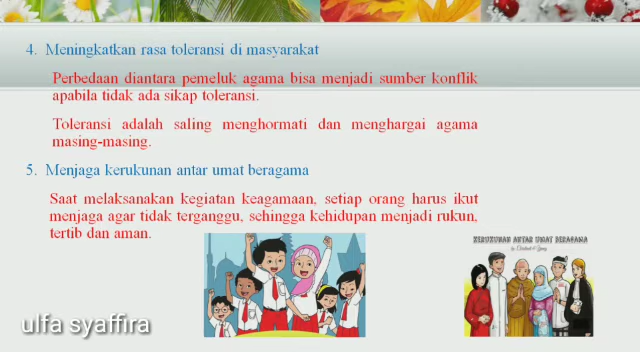 4. Meningkatkan rasa toleransi di masyarakat
Perbedaan diantara pemeluk agama bisa menjadi sumber konflik
apabila tidak ada sikap toleransi.
Toleransi adalah saling menghormati dan menghargai agama
masing-masing.
5. Menjaga kerukunan antar umat beragama
Saat melaksanakan kegiatan keagamaan, setiap orang harus ikut
menjaga agar tidak terganggu, sehingga kehidupan menjadi rukun,
tertib dan aman.
KERUKUNAN ANTAR UMAT BERAGAMA
ulfa syaffira